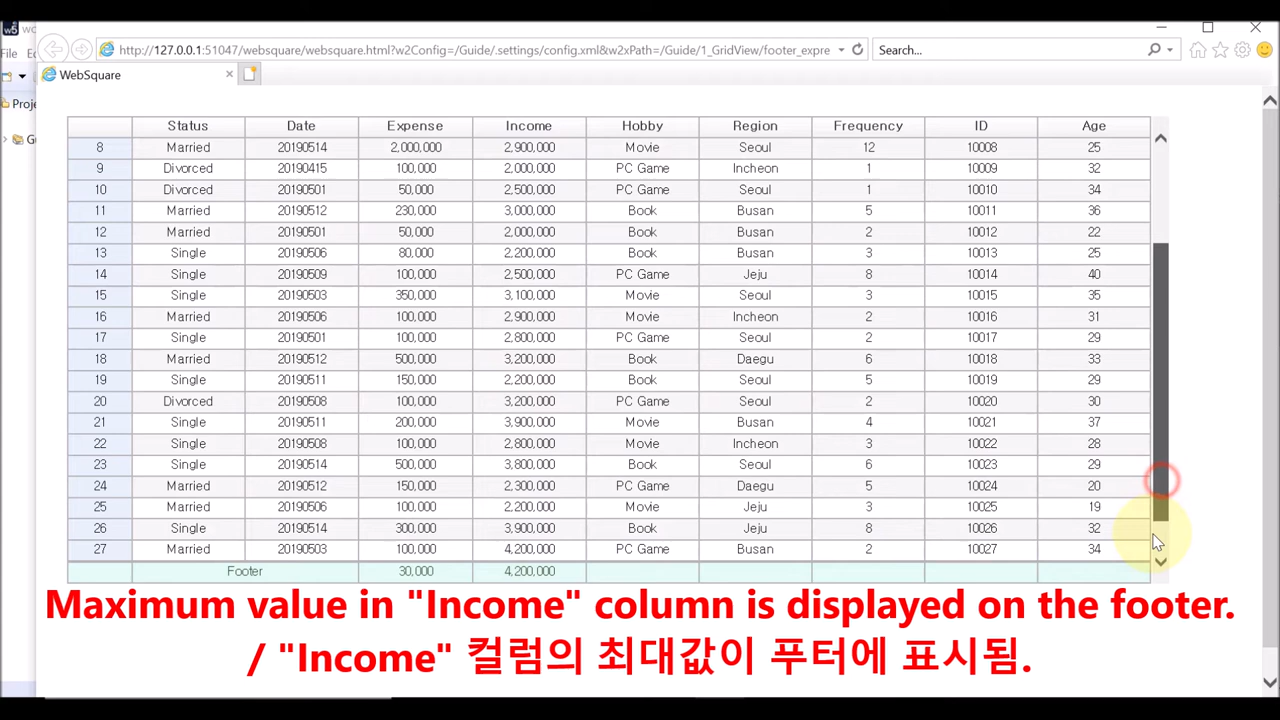 File
http://127.0.0.1:51047/websquare/websquare.html?w2Config=/Guide/.settings/config.xml&w2xPath=/Guide/1_GridView/footer_expre
Search...
WebSquare
Proje
Status Date Expense Income Hobby Region Frequency ID Age
8 Married 20190514 2,000,000 2,900,000 Movie Seoul 12 10008 25
9 Divorced 20190415 100,000 2,000,000 PC Game Incheon 1 10009 32
10 Divorced 20190501 50,000 2,500,000 PC Game Seoul 1 10010 34
11 Married 20190512 230,000 3,000,000 Book Busan 5 10011 36
12 Married 20190501 50,000 2,000,000 Book Busan 2 10012 22
13 Single 20190506 80,000 2,200,000 Book Busan 3 10013 25
14 Single 20190509 100,000 2,500,000 PC Game Jeju 8 10014 40
15 Single 20190503 350,000 3,100,000 Movie Seoul 3 10015 35
16 Married 20190506 100,000 2,900,000 Movie Incheon 2 10016 31
17 Single 20190501 100,000 2,800,000 PC Game Seoul 2 10017 29
18 Married 20190512 500,000 3,200,000 Book Daegu 6 10018 33
19 Single 20190511 150,000 2,200,000 Book Seoul 5 10019 29
20 Divorced 20190508 100,000 3,200,000 PC Game Seoul 2 10020 30
21 Single 20190511 200,000 3,900,000 Movie Busan 4 10021 37
22 Single 20190508 100,000 2,800,000 Movie Incheon 3 10022 28
23 Single 20190514 500,000 3,800,000 Book Seoul 6 10023 29
24 Married 20190512 150,000 2,300,000 PC Game Daegu 5 10024 20
25 Married 20190506 100,000 2,200,000 Movie Jeju 3 10025 19
26 Single 20190514 300,000 3,900,000 Book Jeju 8 10026 32
27 Married 20190503 100,000 4,200,000 PC Game Busan 2 10027 34
Footer 30,000 4,200,000
Maximum value in "Income" column is displayed on the footer.
/ "Income" 컬럼의 최대값이 푸터에 표시됨.